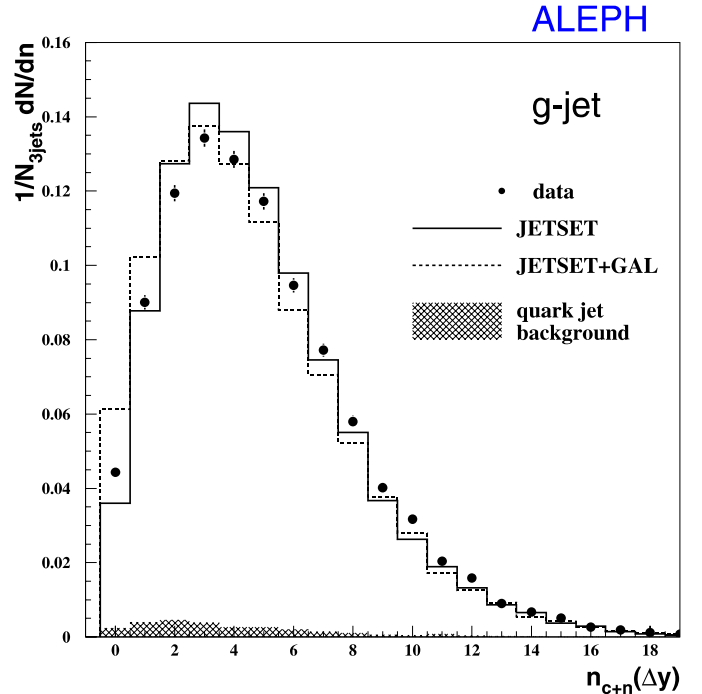 ALEPH
0.16
0.14
0.12
0.1
0.08
0.06
0.04
0.02
0
1/N3jets dN/dn
g-jet
data
JETSET
JETSET+GAL
quark jet
background
0 2 4 6 8 10 12 14 16 18
nc+n(Δy)